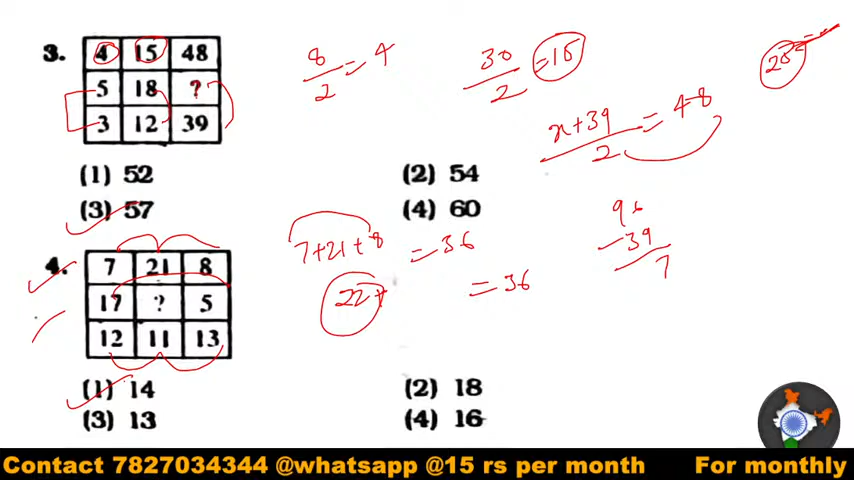 3. 4 15 48
5 18 ?
3 12 39
(1) 52 (2) 54
(3) 57 (4) 60
4. 7 21 8
17 ? 5
12 11 13
(1) 14 (2) 18
(3) 13 (4) 16
8/2 = 4
30/2 = 15
x+39/2 = 48
96
-39
7
7+21+8 = 36
22+ = 36
Contact 7827034344 @whatsapp @15 rs per month For monthly